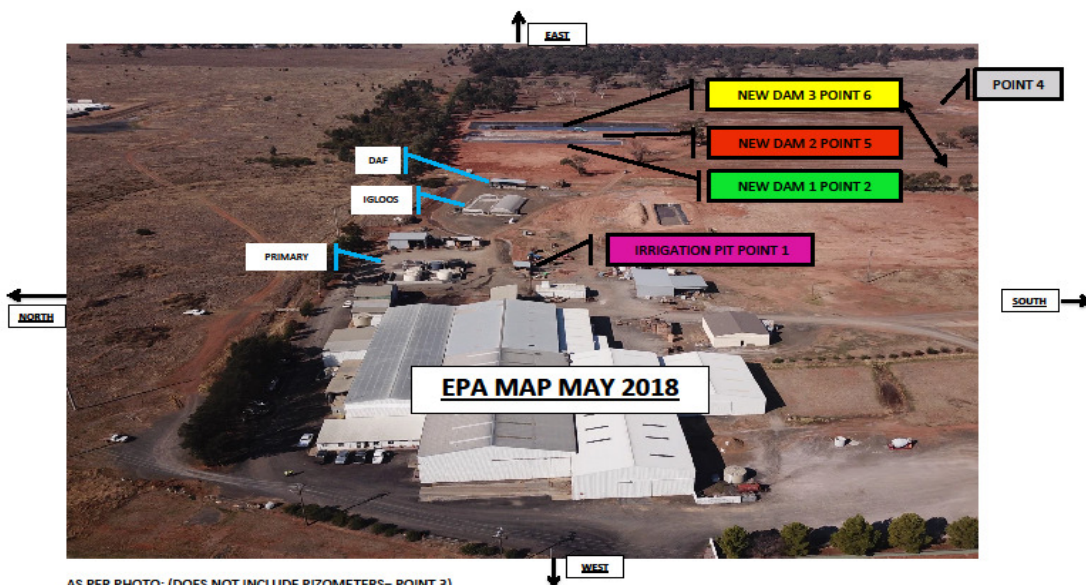 EAST
NEW DAM 3 POINT 6
POINT 4
NEW DAM 2 POINT 5
DAF
NEW DAM 1 POINT 2
IGLOOS
IRRIGATION PIT POINT 1
PRIMARY
NORTH
SOUTH
EPA MAP MAY 2018
WEST
AS PER PHOTO: (DOES NOT INCLUDE PIZOMETERS– POINT 3)